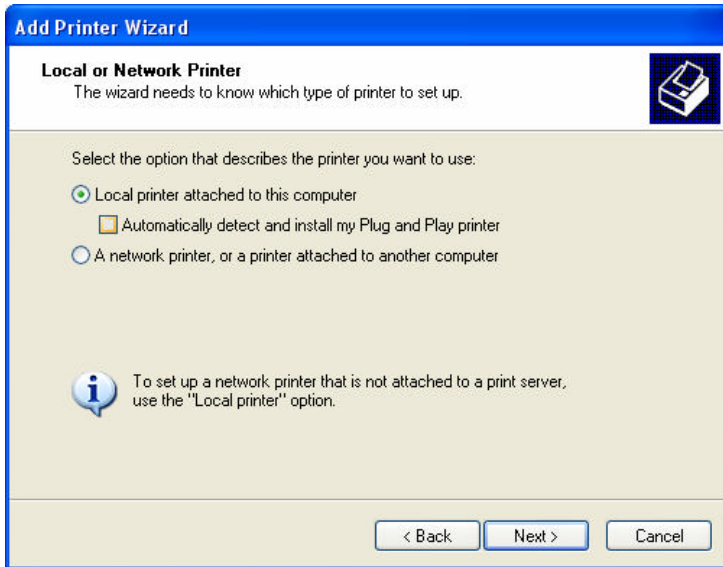 Add Printer Wizard
Local or Network Printer
The wizard needs to know which type of printer to set up.
Select the option that describes the printer you want to use:
Local printer attached to this computer
Automatically detect and install my Plug and Play printer
A network printer, or a printer attached to another computer
To set up a network printer that is not attached to a print server,
use the "Local printer" option.
< Back Next > Cancel